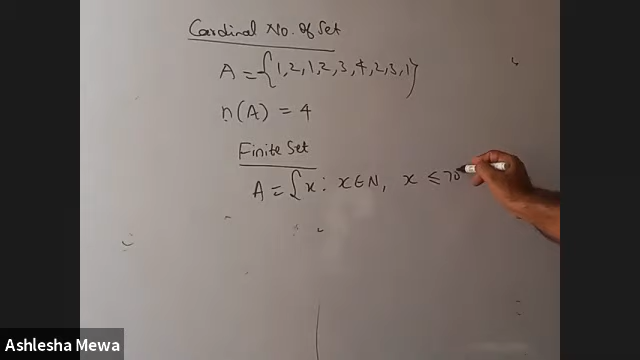 Cardinal No. of Set
A = {1,2,1,2,3,4,2,3,1}
n(A) = 4
Finite Set
A = {x : x ∈ N, x ≤ 70
Ashlesha Mewa